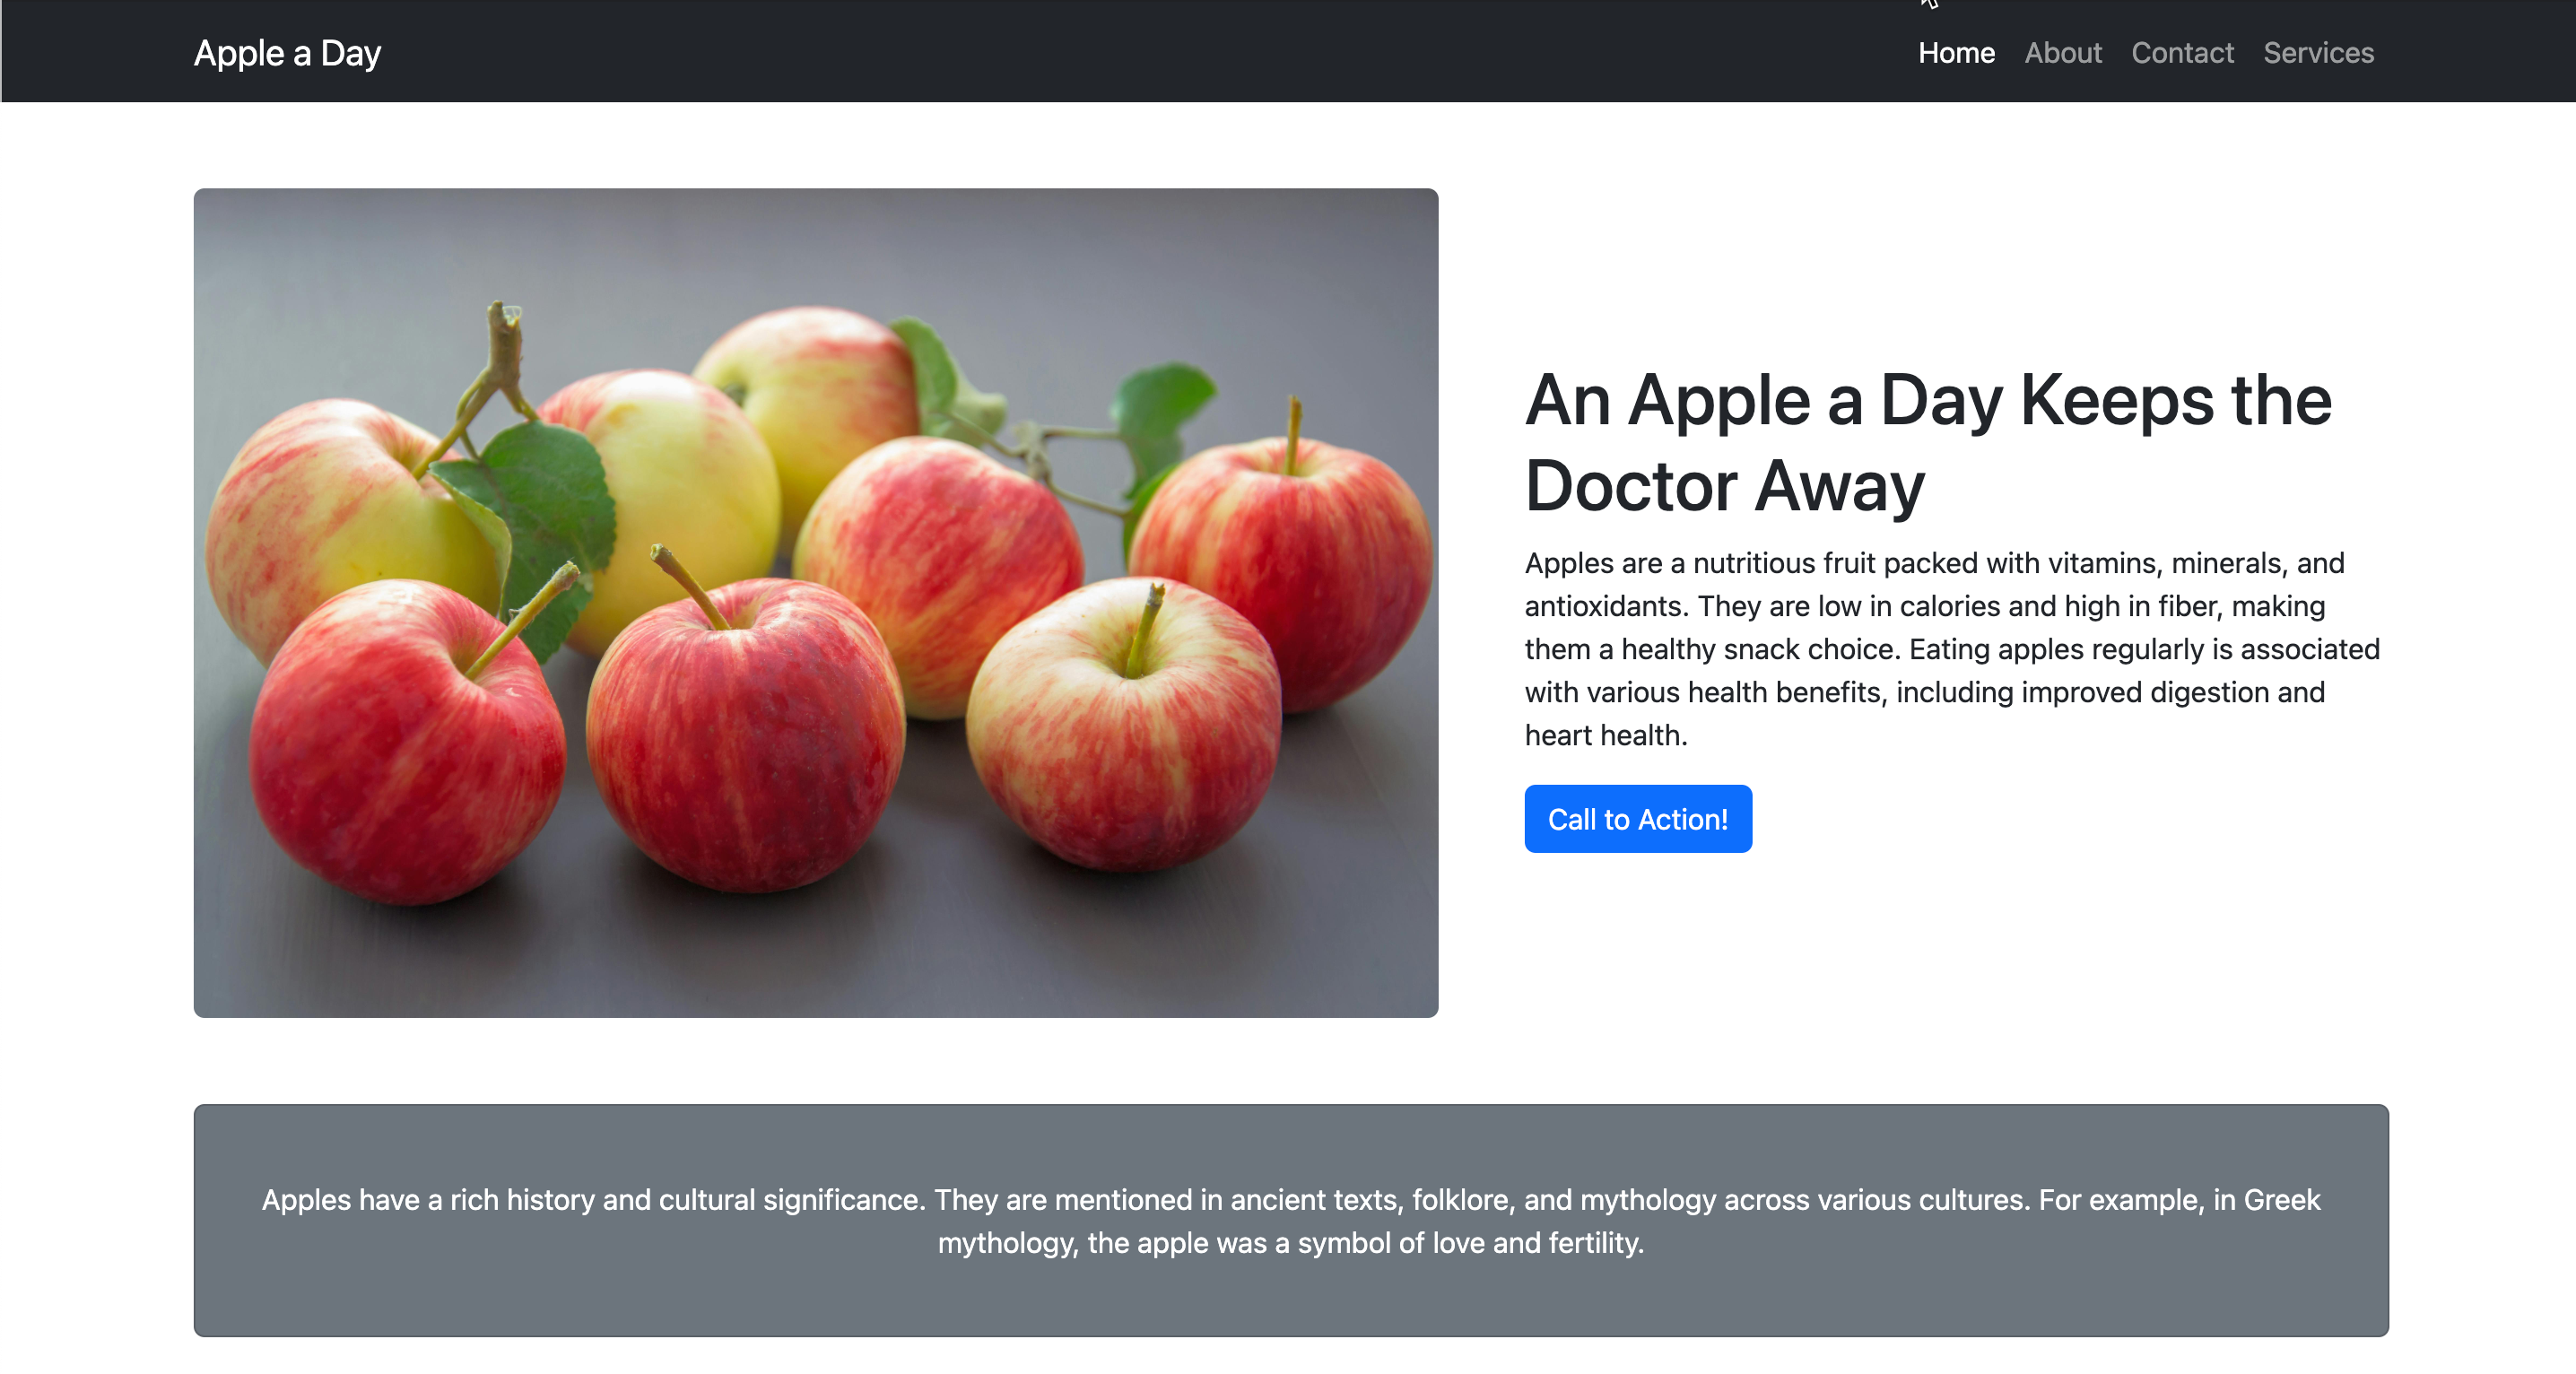 Apple a Day
Home About Contact Services
An Apple a Day Keeps the
Doctor Away
Apples are a nutritious fruit packed with vitamins, minerals, and
antioxidants. They are low in calories and high in fiber, making
them a healthy snack choice. Eating apples regularly is associated
with various health benefits, including improved digestion and
heart health.
Call to Action!
Apples have a rich history and cultural significance. They are mentioned in ancient texts, folklore, and mythology across various cultures. For example, in Greek
mythology, the apple was a symbol of love and fertility.